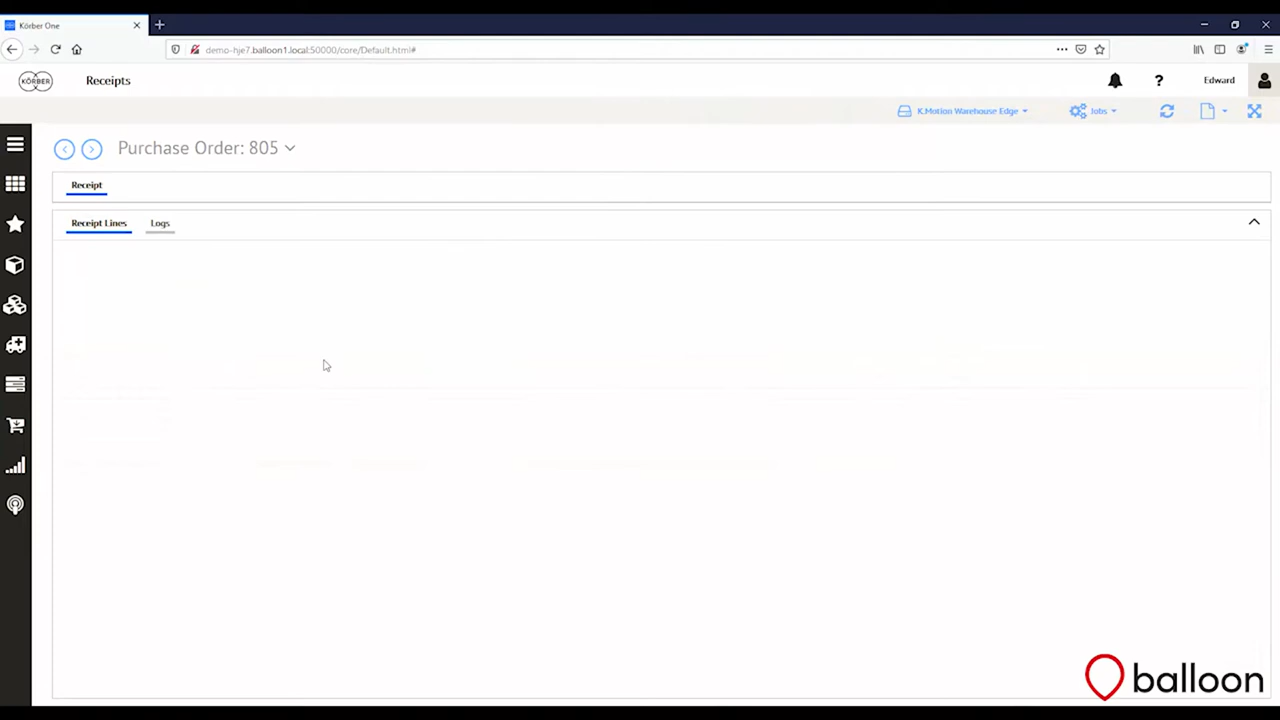 Körber One
demo-hje7.balloon1.local:50000/core/Default.html#
KÖRBER
Receipts
?
Edward
K.Motion Warehouse Edge
Jobs
Purchase Order: 805
Receipt
Receipt Lines
Logs
balloon